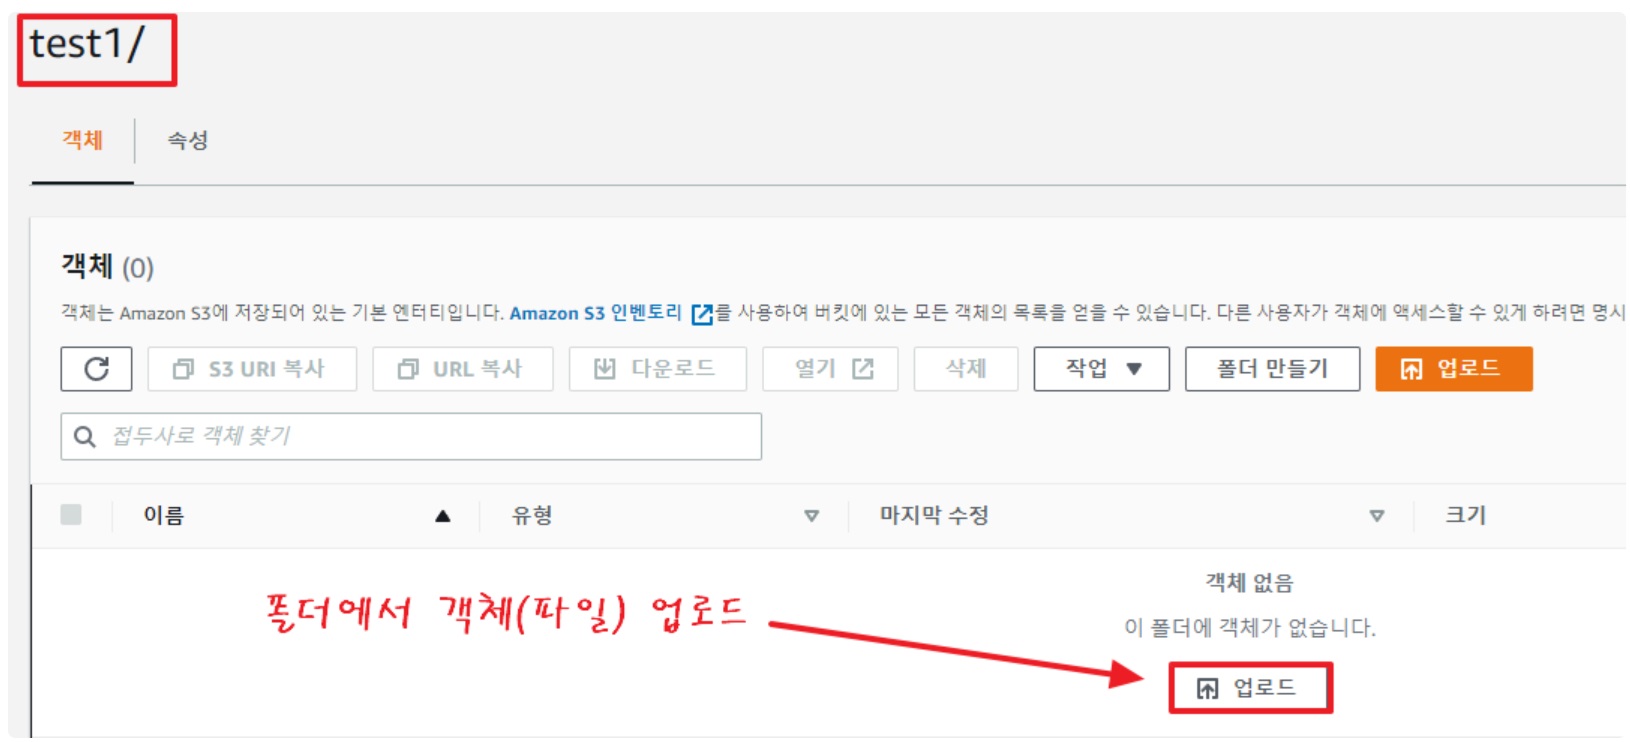 test1/
객체 속성
객체 (0)
객체는 Amazon S3에 저장되어 있는 기본 엔터티입니다. Amazon S3 인벤토리 를 사용하여 버킷에 있는 모든 객체의 목록을 얻을 수 있습니다. 다른 사용자가 객체에 액세스할 수 있게 하려면 명시
S3 URI 복사 URL 복사 다운로드 열기 삭제 작업 폴더 만들기 업로드
접두사로 객체 찾기
이름 유형 마지막 수정 크기
객체 없음
폴더에서 객체(파일) 업로드
이 폴더에 객체가 없습니다.
업로드